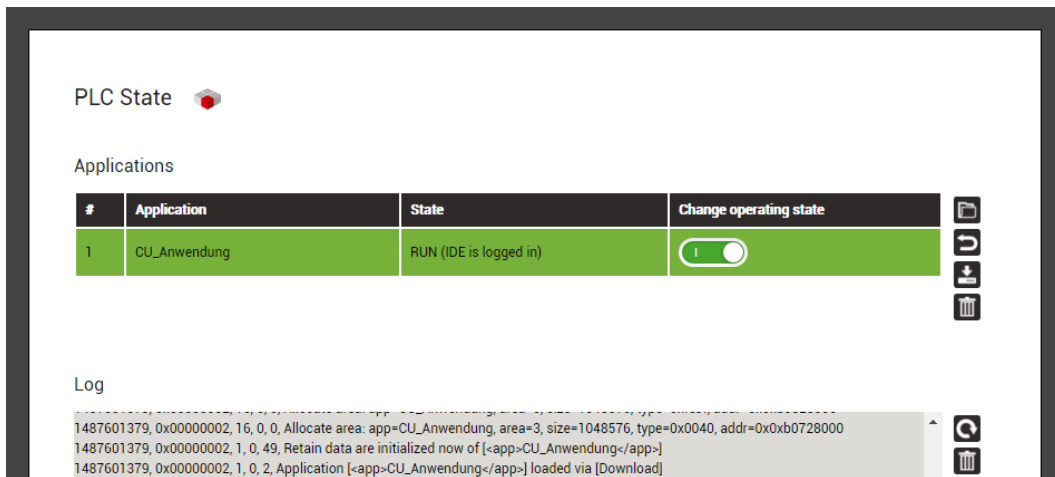 PLC State
Applications
# Application State Change operating state
1 CU_Anwendung RUN (IDE is logged in) I
Log
1487601379, 0x00000002, 16, 0, 0, Allocate area: app=CU_Anwendung, area=3, size=1048576, type=0x0040, addr=0x0xb0728000
1487601379, 0x00000002, 1, 0, 49, Retain data are initialized now of [<app>CU_Anwendung</app>]
1487601379, 0x00000002, 1, 0, 2, Application [<app>CU_Anwendung</app>] loaded via [Download]